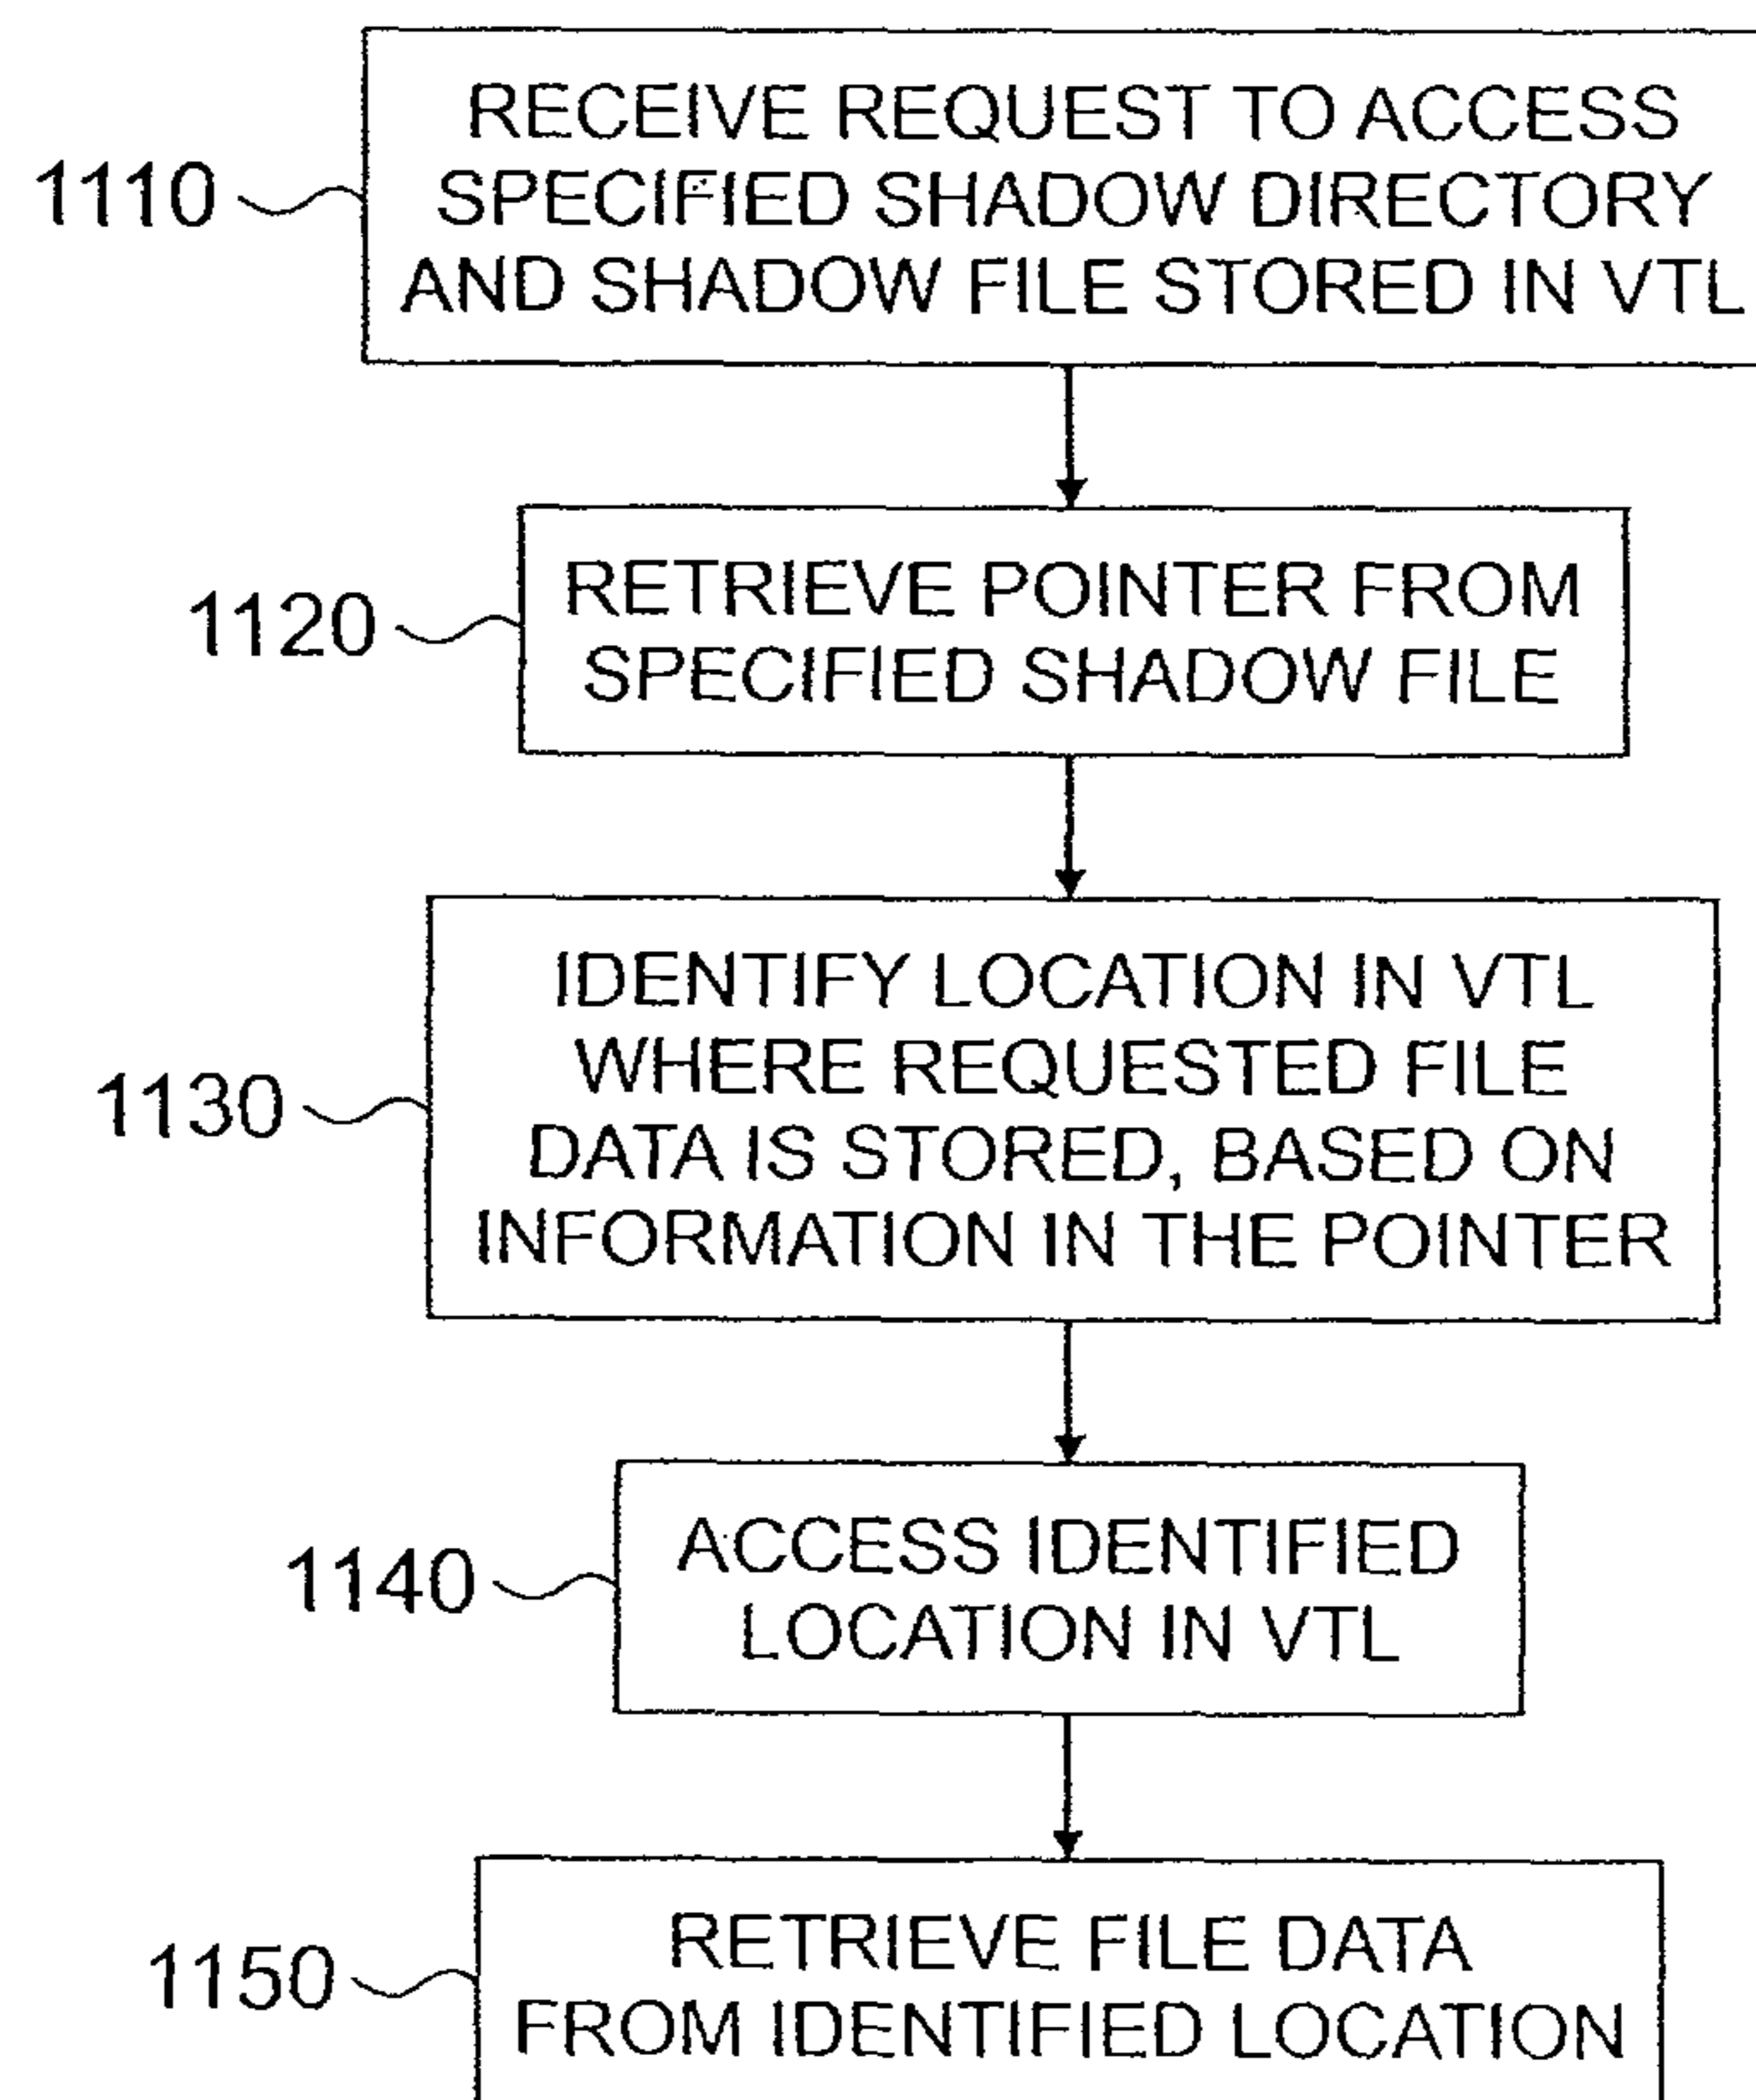 RECEIVE REQUEST TO ACCESS
SPECIFIED SHADOW DIRECTORY
AND SHADOW FILE STORED IN VTL
1110
RETRIEVE POINTER FROM
SPECIFIED SHADOW FILE
1120
IDENTIFY LOCATION IN VTL
WHERE REQUESTED FILE
DATA IS STORED, BASED ON
INFORMATION IN THE POINTER
1130
ACCESS IDENTIFIED
LOCATION IN VTL
1140
RETRIEVE FILE DATA
FROM IDENTIFIED LOCATION
1150